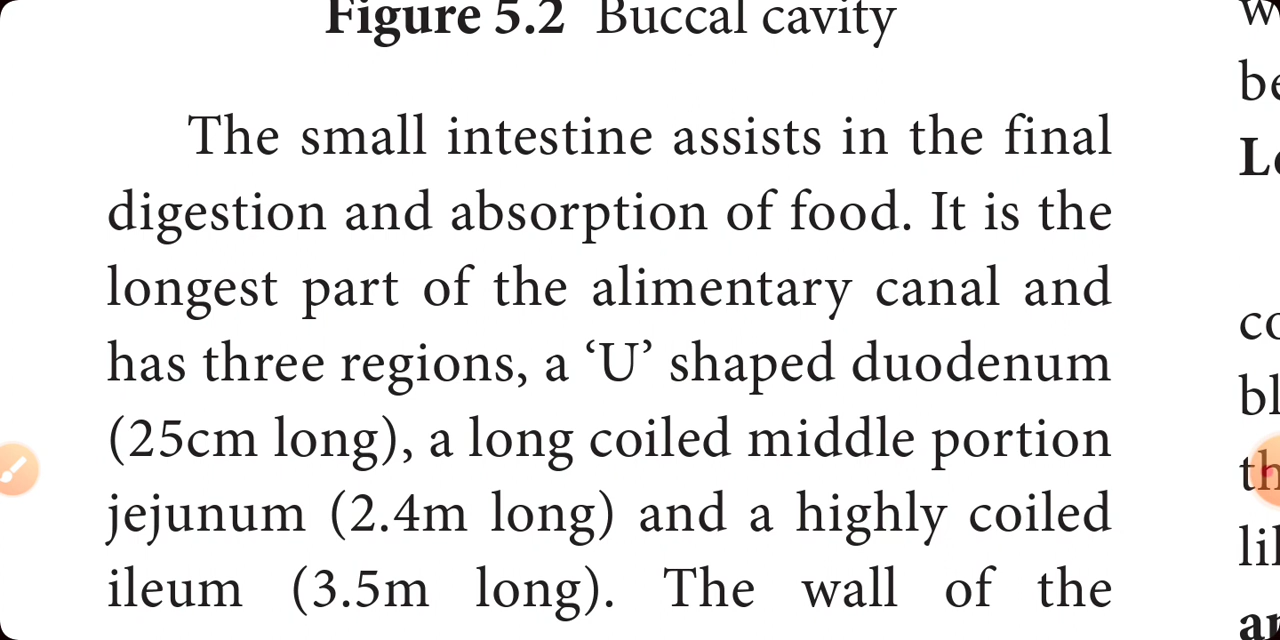 Figure 5.2 Buccal cavity
The small intestine assists in the final
digestion and absorption of food. It is the
longest part of the alimentary canal and
has three regions, a ‘U’ shaped duodenum
(25cm long), a long coiled middle portion
jejunum (2.4m long) and a highly coiled
ileum (3.5m long). The wall of the